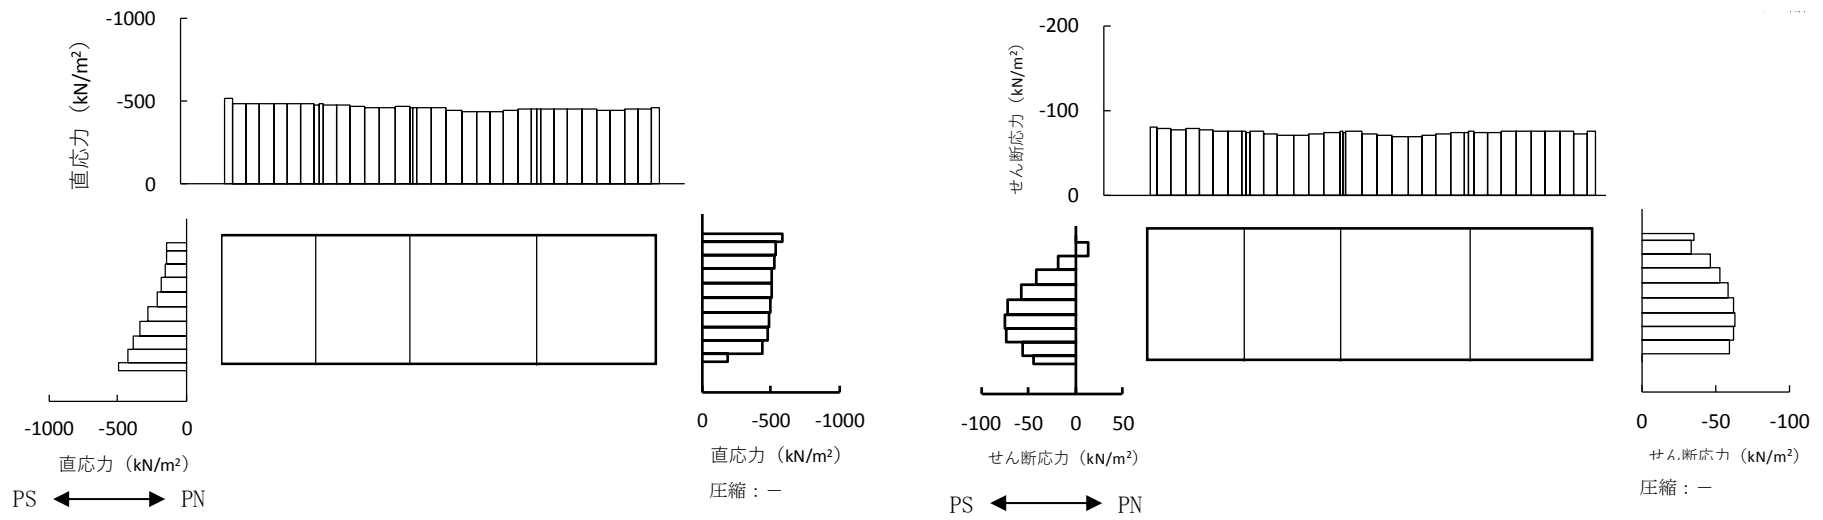 -1000
-500
0
直応力（kN/m²）
-1000 -500 0
直応力（kN/m²）
PS PN
0 -500 -1000
直応力（kN/m²）
圧縮：－
-200
-100
0
せん断応力（kN/m²）
-100 -50 0 50
せん断応力（kN/m²）
PS PN
0 -50 -100
せん断応力（kN/m²）
圧縮：－